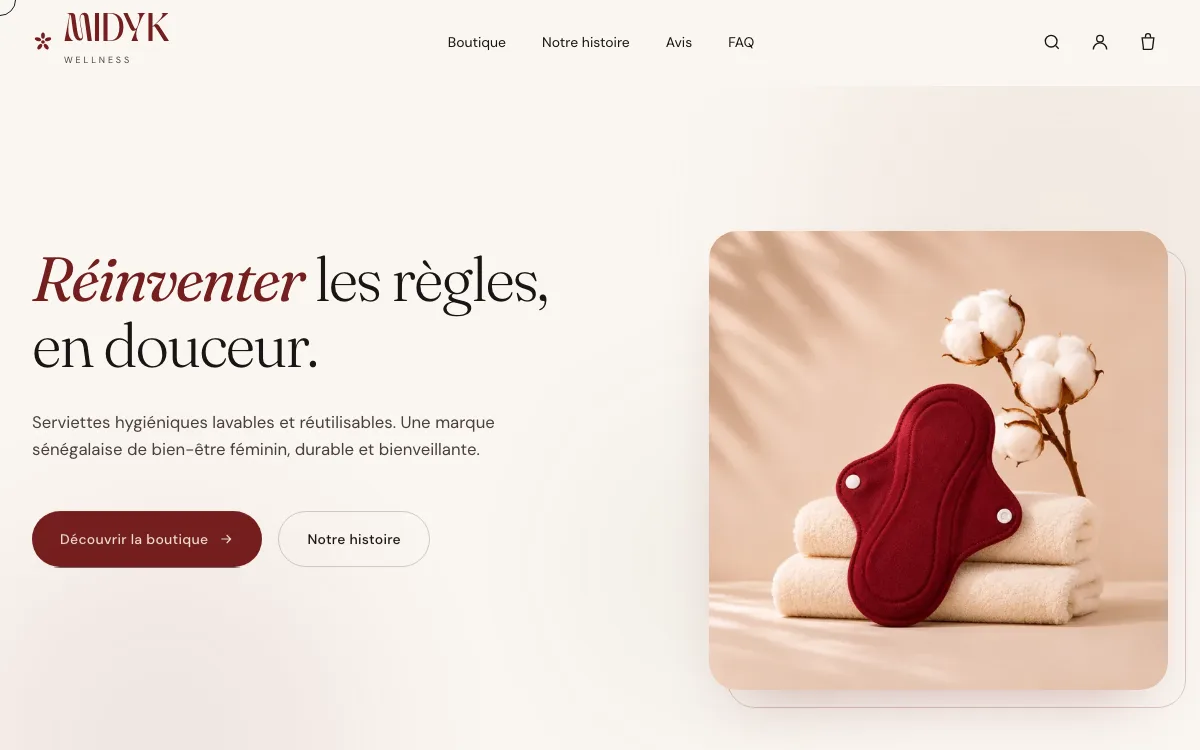 MIDYK
WELLNESS
Boutique
Notre histoire
Avis
FAQ
Réinventer les règles,
en douceur.
Serviettes hygiéniques lavables et réutilisables. Une marque
sénégalaise de bien-être féminin, durable et bienveillante.
Découvrir la boutique →
Notre histoire